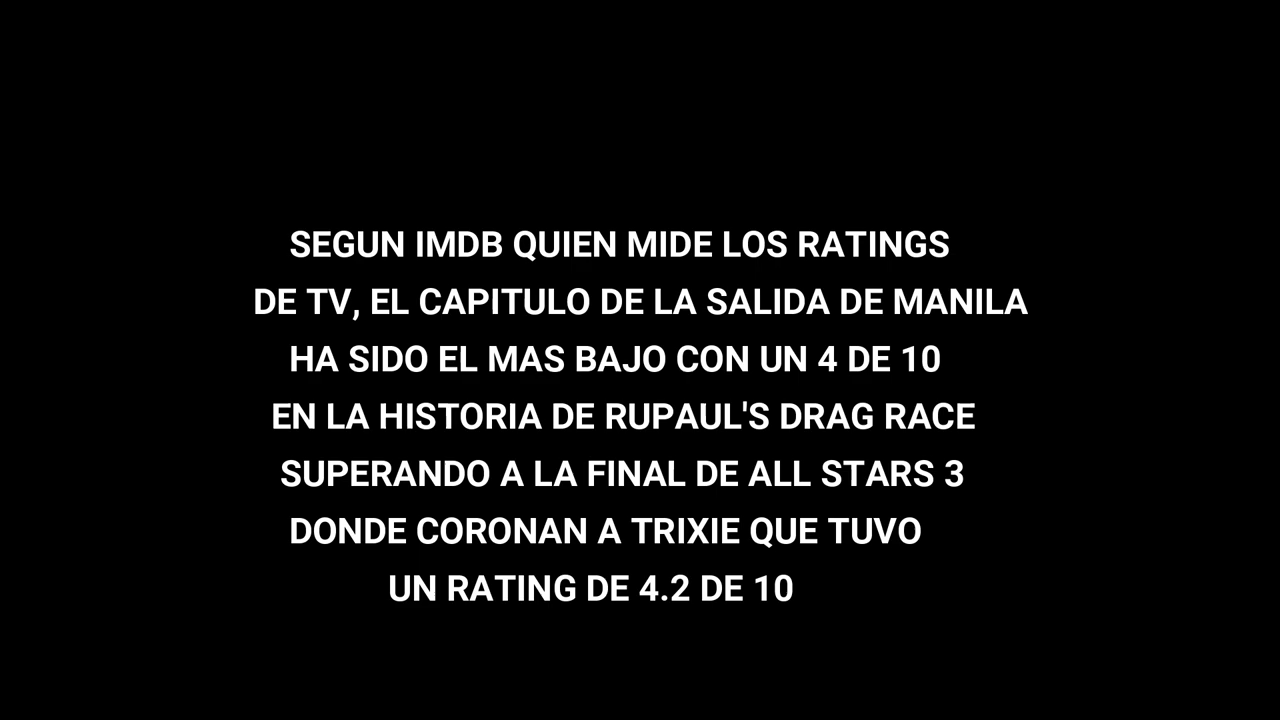 SEGUN IMDB QUIEN MIDE LOS RATINGS
DE TV, EL CAPITULO DE LA SALIDA DE MANILA
HA SIDO EL MAS BAJO CON UN 4 DE 10
EN LA HISTORIA DE RUPAUL'S DRAG RACE
SUPERANDO A LA FINAL DE ALL STARS 3
DONDE CORONAN A TRIXIE QUE TUVO
UN RATING DE 4.2 DE 10